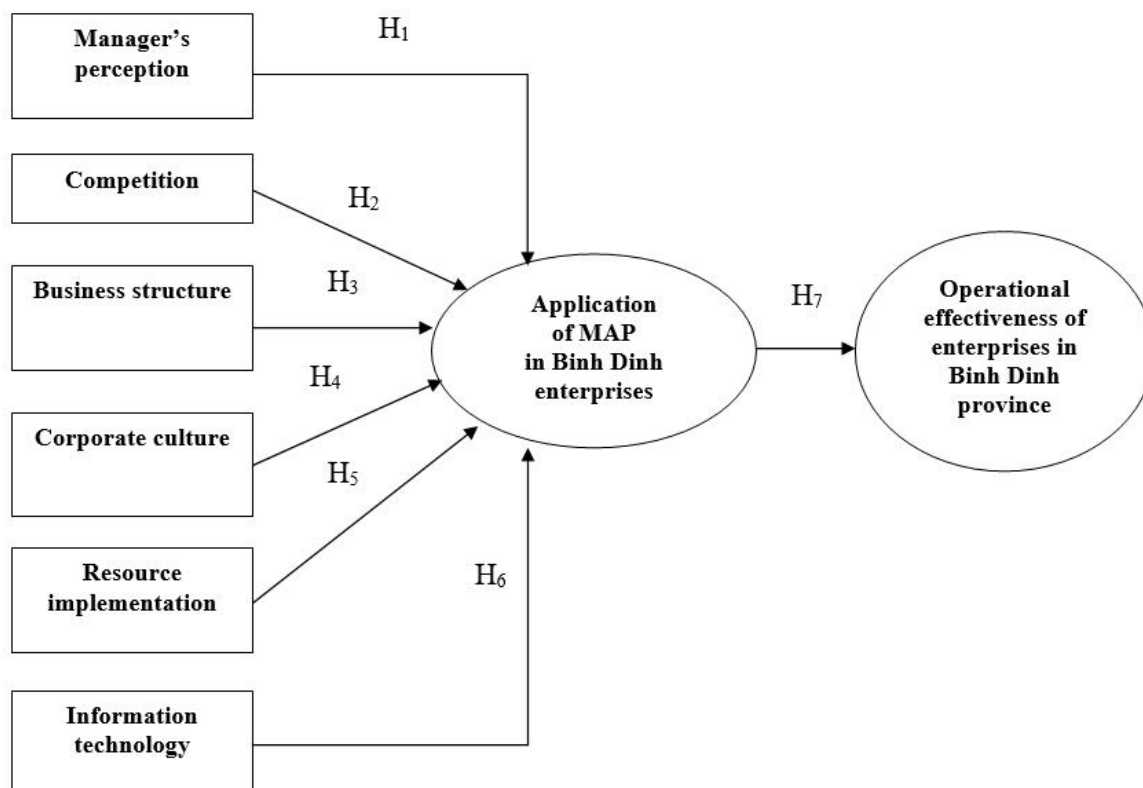 Manager’s
perception
H₁
Competition
H₂
Business structure
H₃
Corporate culture
H₄
Resource
implementation
H₅
Information
technology
H₆
Application
of MAP
in Binh Dinh
enterprises
H₇
Operational
effectiveness of
enterprises in
Binh Dinh
province